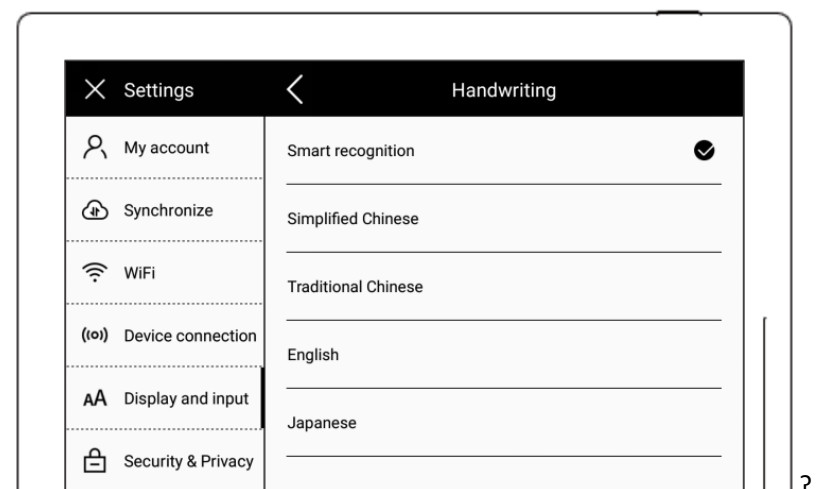 Settings
Handwriting
My account
Synchronize
WiFi
Device connection
AA Display and input
Security & Privacy
Smart recognition
Simplified Chinese
Traditional Chinese
English
Japanese
?